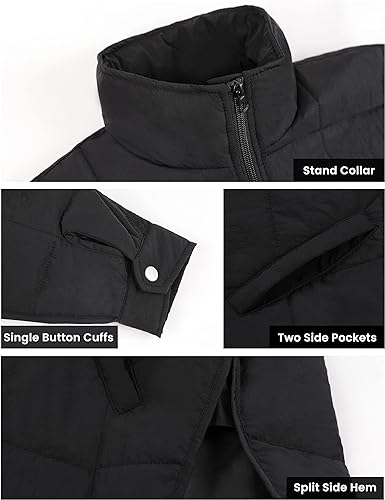 Stand Collar
Single Button Cuffs
Two Side Pockets
Split Side Hem